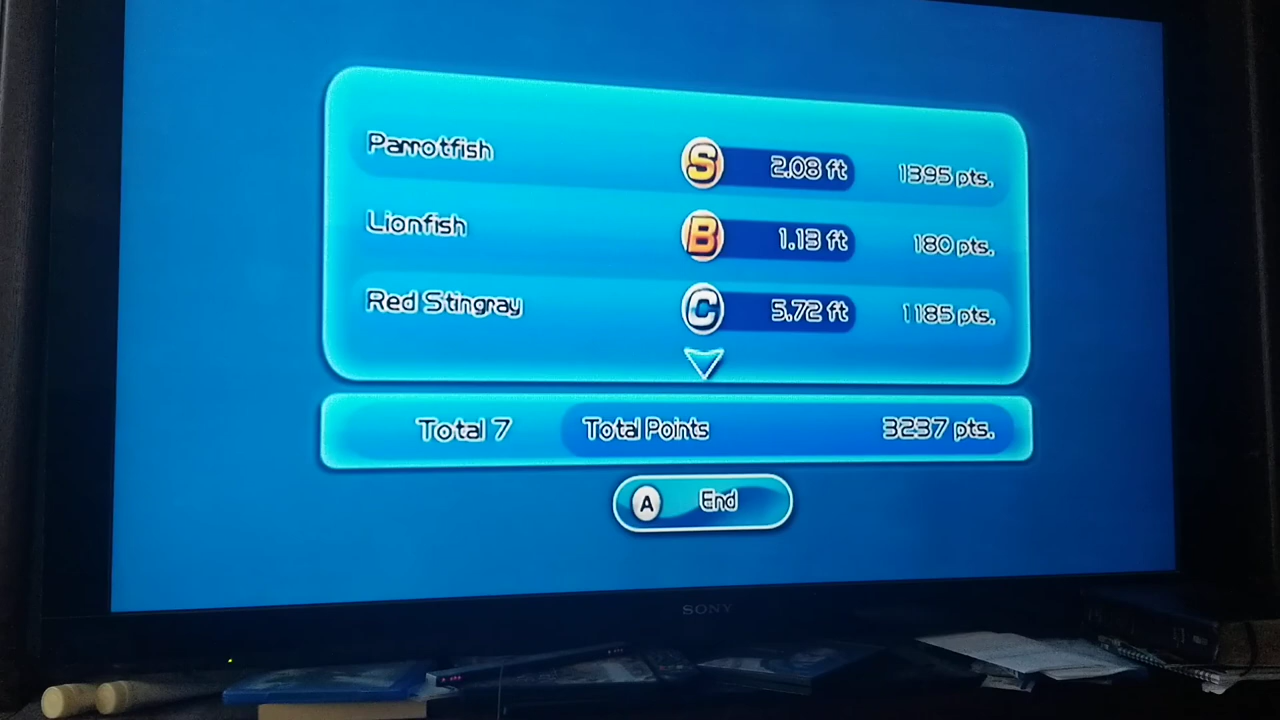 Parrotfish S 2.08 ft 1395 pts.
Lionfish B 1.13 ft 180 pts.
Red Stingray C 5.72 ft 1185 pts.
Total 7 Total Points 3237 pts.
A End
SONY